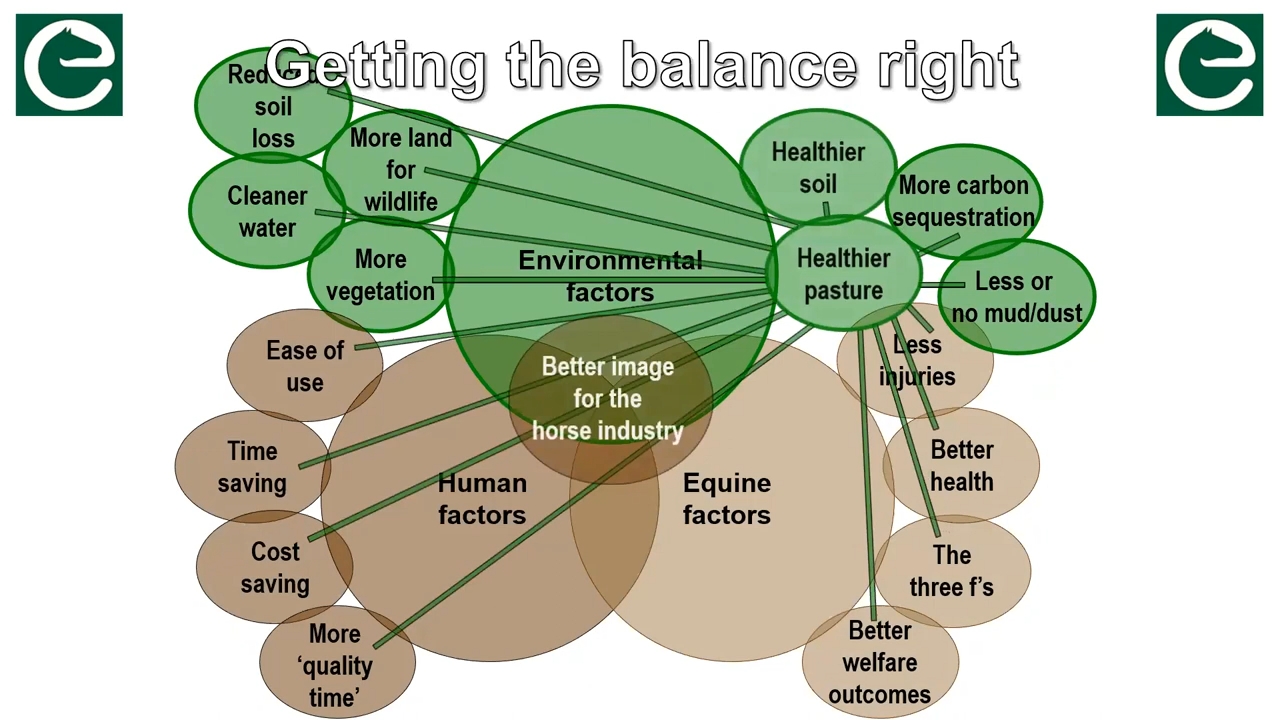 Getting the balance right
Reduced
soil
loss
More land
for
wildlife
Cleaner
water
More
vegetation
Healthier
soil
More carbon
sequestration
Environmental
factors
Healthier
pasture
Less or
no mud/dust
Ease of
use
Better image
for the
horse industry
Less
injuries
Time
saving
Human
factors
Equine
factors
Better
health
Cost
saving
The
three f’s
More
‘quality
time’
Better
welfare
outcomes